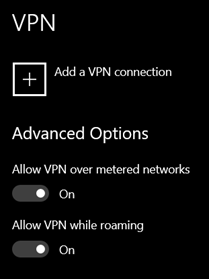 VPN
Add a VPN connection
Advanced Options
Allow VPN over metered networks
On
Allow VPN while roaming
On